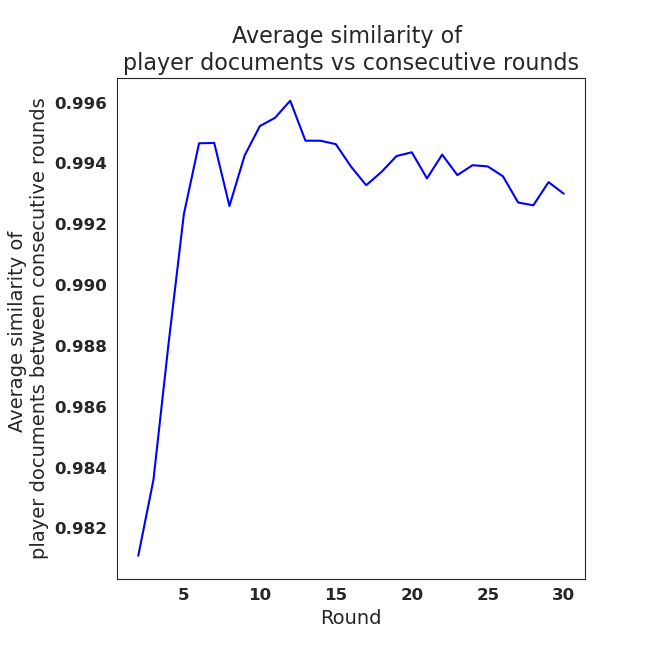 Average similarity of
player documents vs consecutive rounds
Average similarity of
player documents between consecutive rounds
0.996
0.994
0.992
0.990
0.988
0.986
0.984
0.982
5 10 15 20 25 30
Round